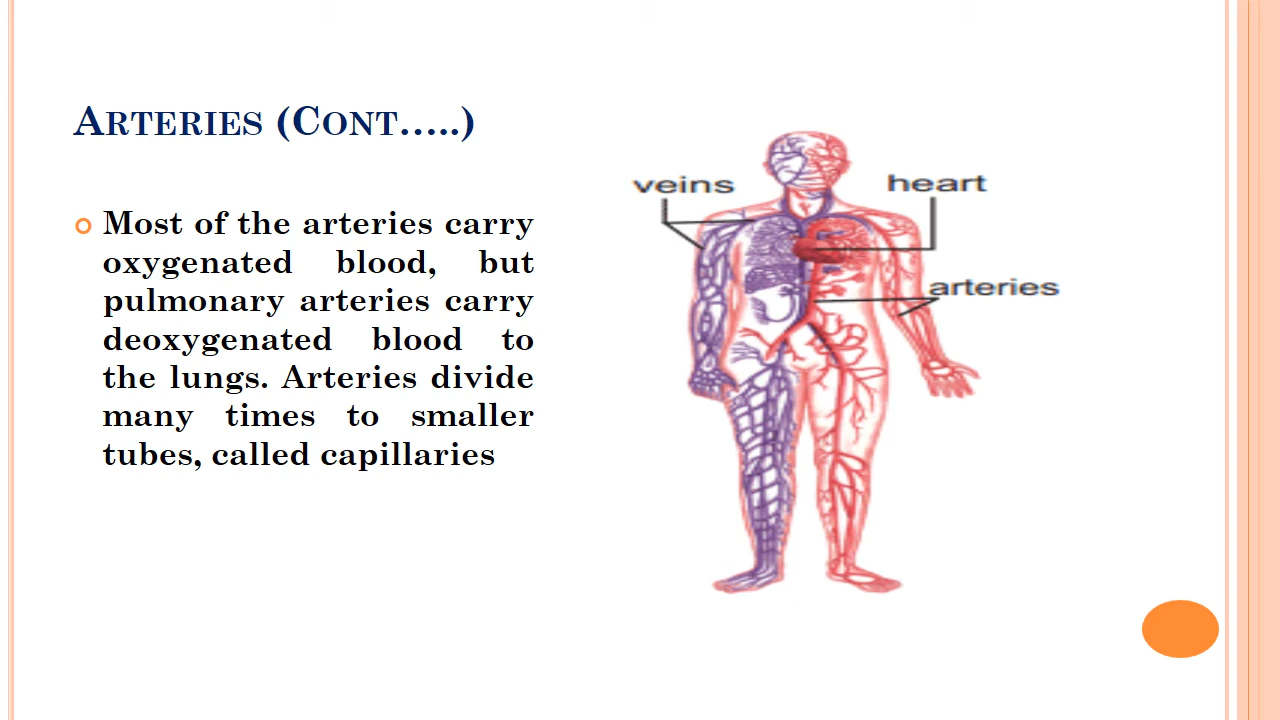 ARTERIES (CONT…..)
Most of the arteries carry
oxygenated blood, but
pulmonary arteries carry
deoxygenated blood to
the lungs. Arteries divide
many times to smaller
tubes, called capillaries
veins
heart
arteries